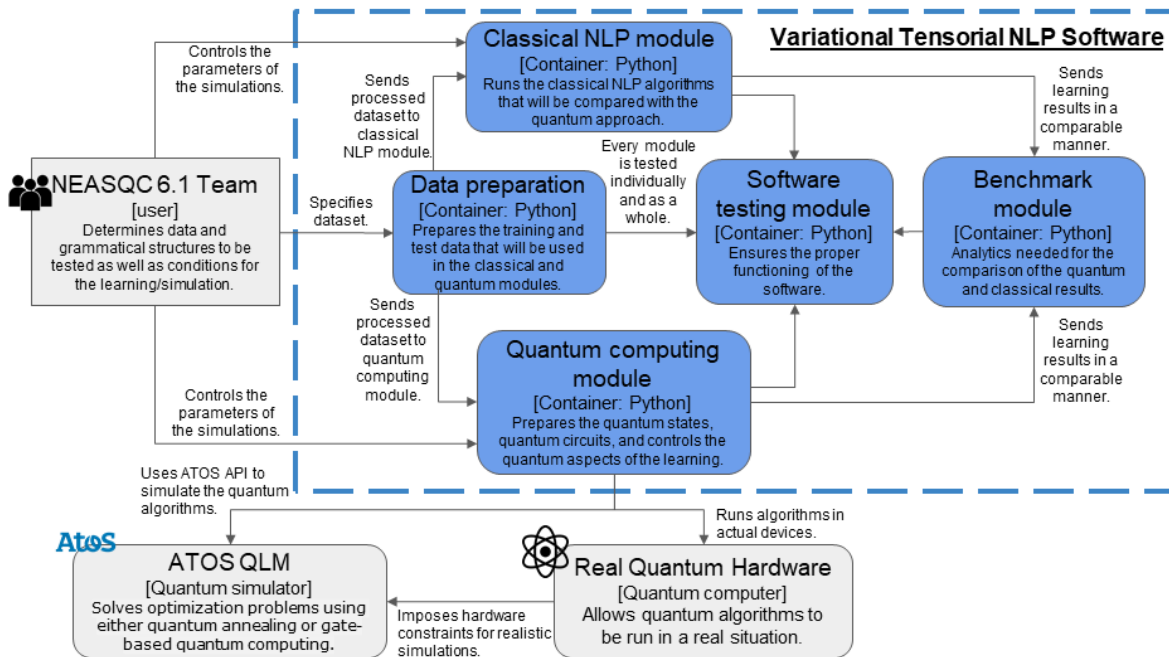 Variational Tensorial NLP Software
Classical NLP module
[Container: Python]
Runs the classical NLP algorithms
that will be compared with the
quantum approach.
Controls the
parameters of
the simulations.
Sends
processed
dataset to
classical
NLP module.
Sends
learning
results in a
comparable
manner.
NEASQC 6.1 Team
[user]
Determines data and
grammatical structures to be
tested as well as conditions for
the learning/simulation.
Specifies
dataset.
Data preparation
[Container: Python]
Prepares the training and
test data that will be used
in the classical and
quantum modules.
Every module
is tested
individually
and as a
whole.
Software
testing module
[Container: Python]
Ensures the proper
functioning of the
software.
Benchmark
module
[Container: Python]
Analytics needed for the
comparison of the quantum
and classical results.
Sends
processed
dataset to
quantum
computing
module.
Sends
learning
results in a
comparable
manner.
Controls the
parameters of
the simulations.
Quantum computing
module
[Container: Python]
Prepares the quantum states,
quantum circuits, and controls the
quantum aspects of the learning.
Uses ATOS API to
simulate the quantum
algorithms.
Runs algorithms in
actual devices.
Atos
ATOS QLM
[Quantum simulator]
Solves optimization problems using
either quantum annealing or gate-
based quantum computing.
Imposes hardware
constraints for realistic
simulations.
Real Quantum Hardware
[Quantum computer]
Allows quantum algorithms to
be run in a real situation.